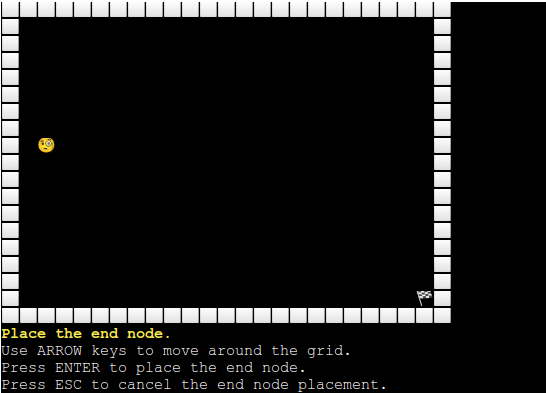 Place the end node.
Use ARROW keys to move around the grid.
Press ENTER to place the end node.
Press ESC to cancel the end node placement.